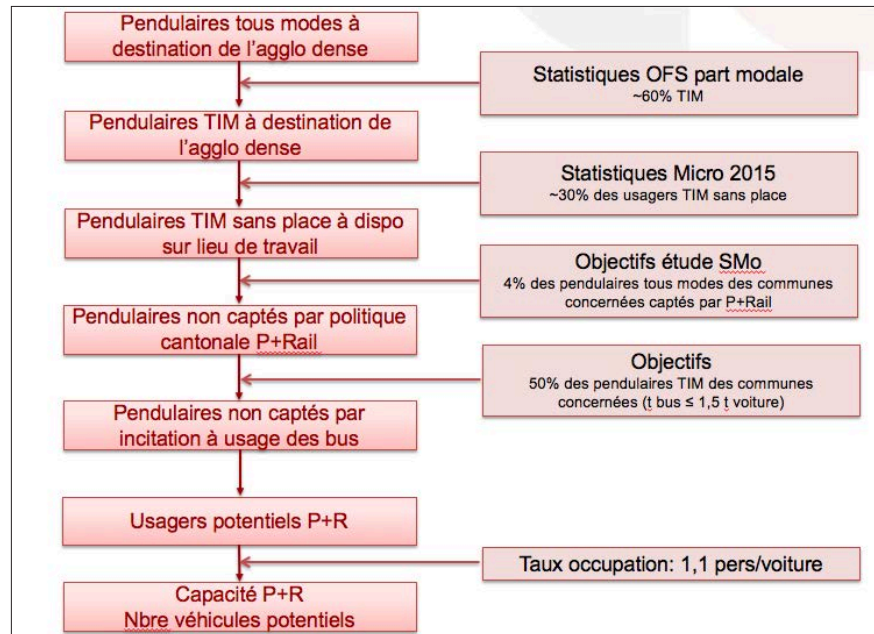 Pendulaires tous modes à
destination de l'agglo dense
Statistiques OFS part modale
~60% TIM
Pendulaires TIM à destination de
l'agglo dense
Statistiques Micro 2015
~30% des usagers TIM sans place
Pendulaires TIM sans place à dispo
sur lieu de travail
Objectifs étude SMo
4% des pendulaires tous modes des communes
concernées captés par P+Rail
Pendulaires non captés par politique
cantonale P+Rail
Objectifs
50% des pendulaires TIM des communes
concernées (t bus ≤ 1,5 t voiture)
Pendulaires non captés par
incitation à usage des bus
Usagers potentiels P+R
Taux occupation: 1,1 pers/voiture
Capacité P+R
Nbre véhicules potentiels